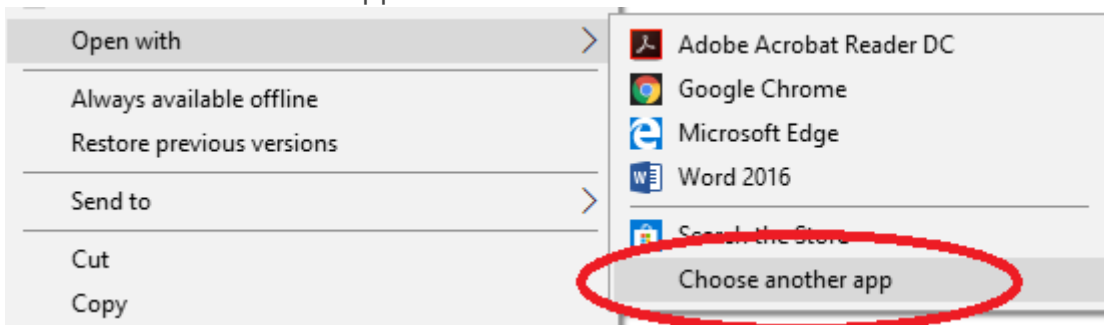 Open with
Always available offline
Restore previous versions
Send to
Cut
Copy
Adobe Acrobat Reader DC
Google Chrome
Microsoft Edge
Word 2016
Search the Store
Choose another app